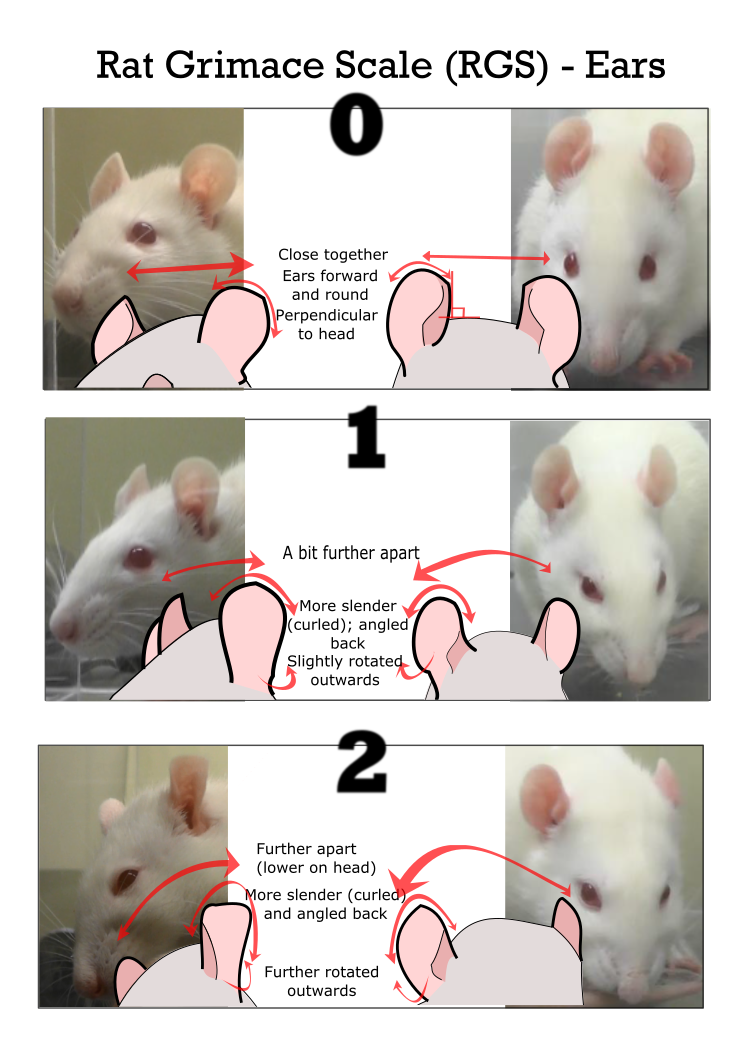 Rat Grimace Scale (RGS) - Ears
0
Close together
Ears forward
and round
Perpendicular
to head
1
A bit further apart
More slender
(curled); angled
back
Slightly rotated
outwards
2
Further apart
(lower on head)
More slender (curled)
and angled back
Further rotated
outwards